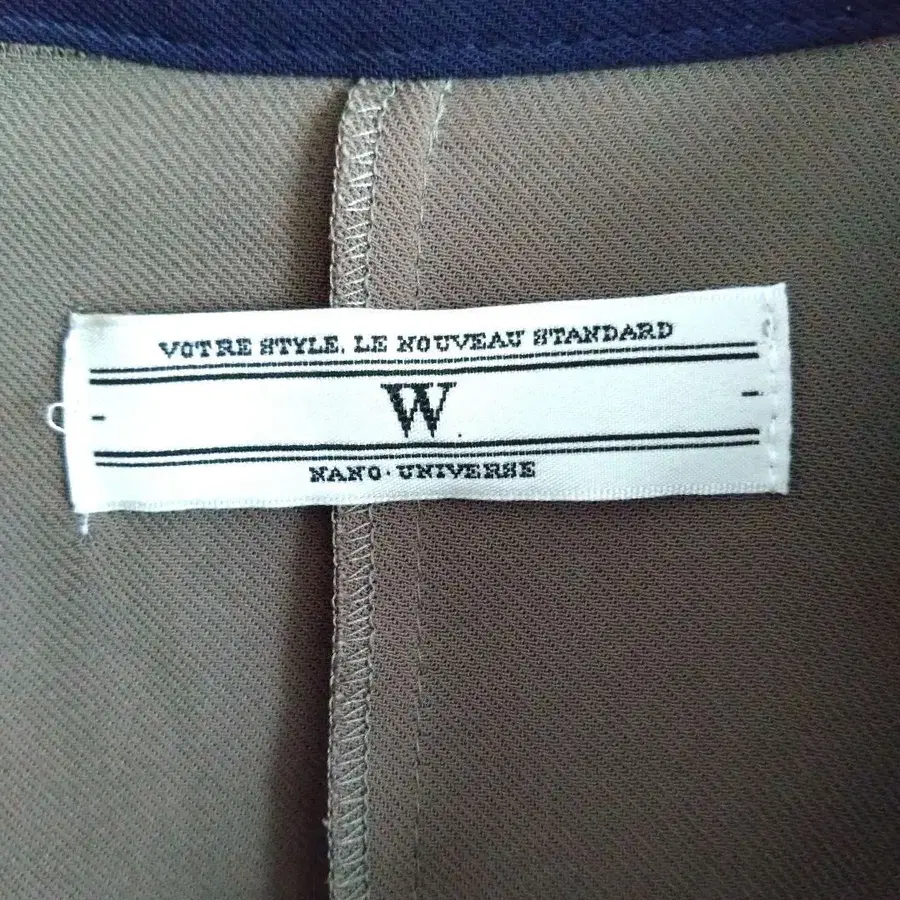 VOTRE STYLE. LE NOUVEAU STANDARD
W
NANO·UNIVERSE